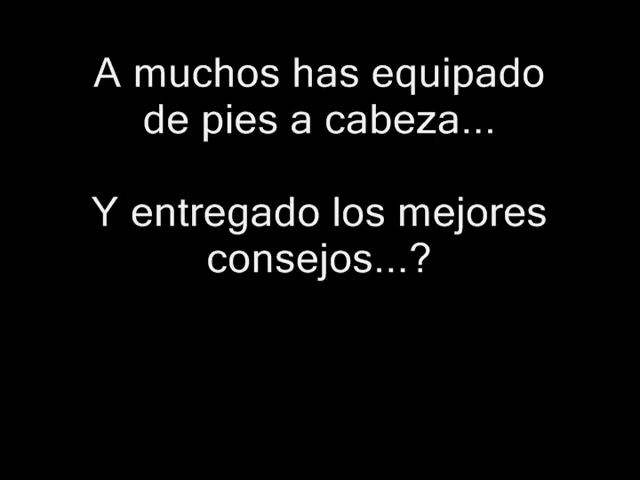 A muchos has equipado
de pies a cabeza...
Y entregado los mejores
consejos...?